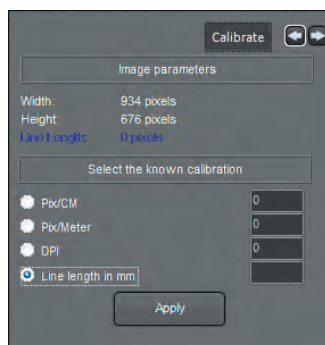 Calibrate
Image parameters
Width: 934 pixels
Height: 676 pixels
Line Length: 0 pixels
Select the known calibration
Pix/CM 0
Pix/Meter 0
DPI 0
Line length in mm
Apply